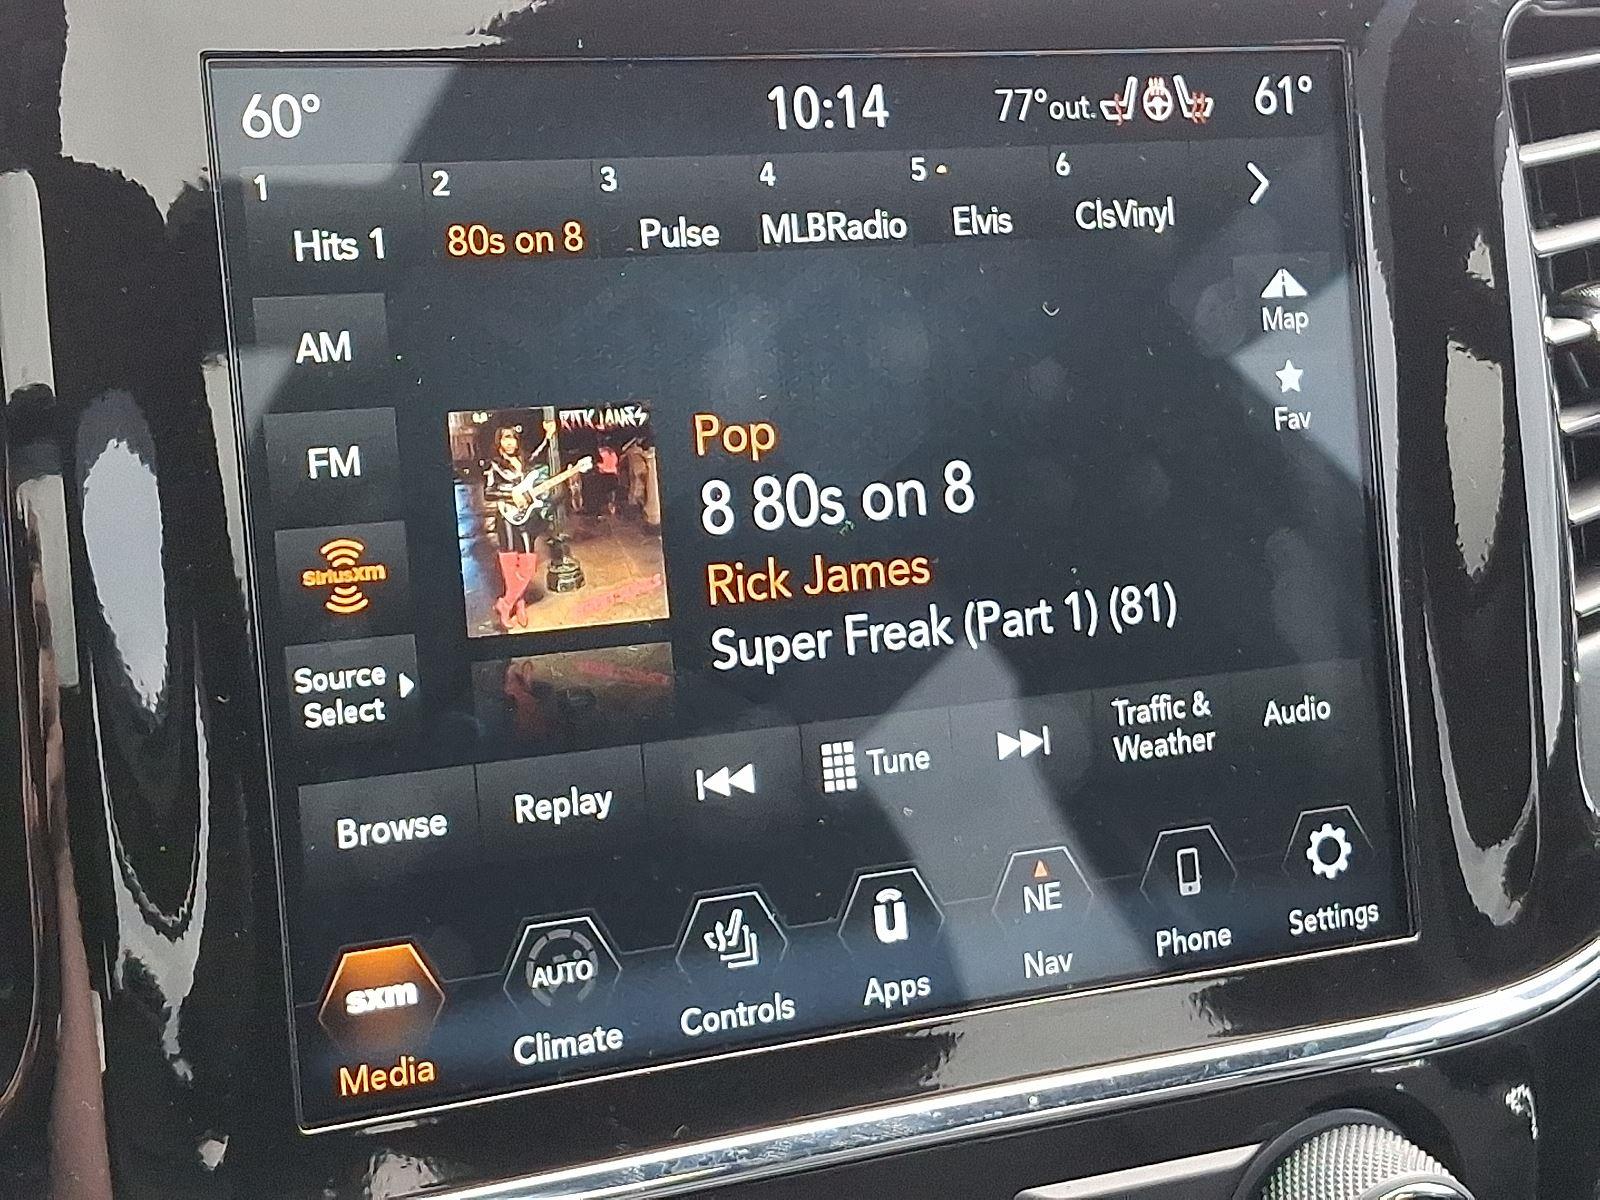 60° 10:14 77°out. 61°
1 2 3 4 5 6
Hits 1 80s on 8 Pulse MLBRadio Elvis ClsVinyl
AM
FM
SiriusXm
Source
Select
Map
Fav
RICK JAMES
Pop
8 80s on 8
Rick James
Super Freak (Part 1) (81)
Browse Replay Tune
Traffic &
Weather
Audio
sxm
Media
AUTO
Climate
Controls
u
Apps
NE
Nav
Phone
Settings